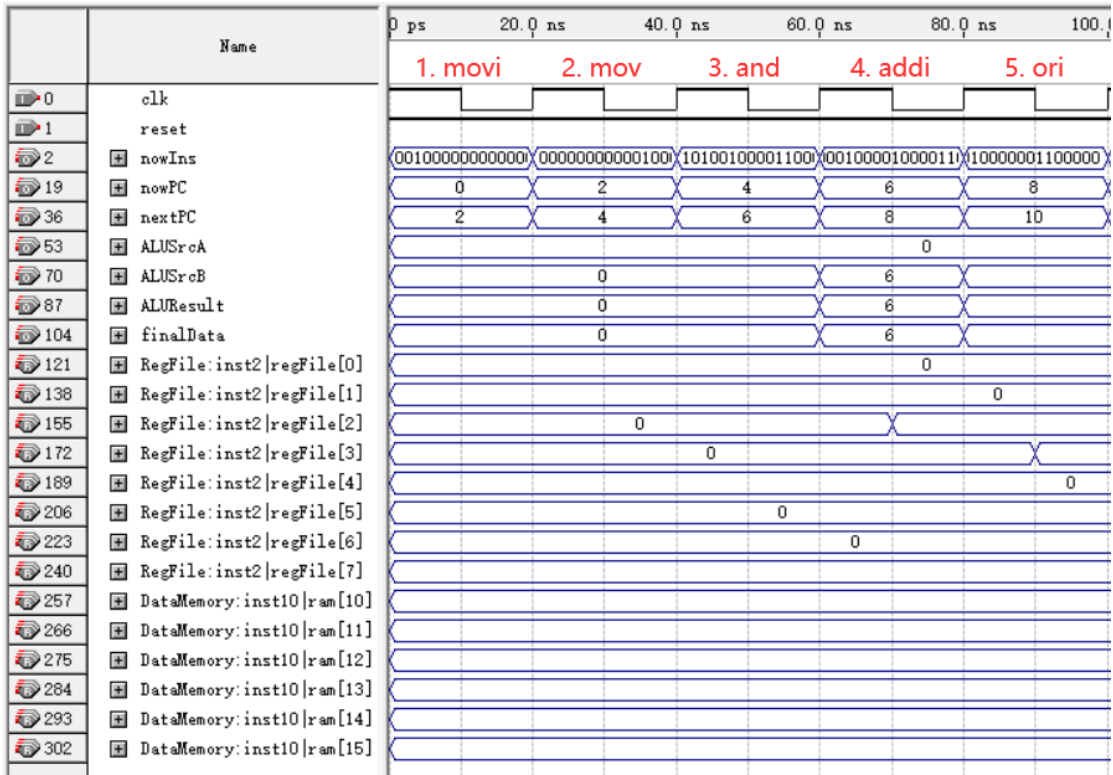 Name 0 ps 20.0 ns 40.0 ns 60.0 ns 80.0 ns 100.
1. movi 2. mov 3. and 4. addi 5. ori
0 clk
1 reset
2 nowIns 0010000000000000 000000000000100 101001000011000 0010000100001110 10000001100000
19 nowPC 0 2 4 6 8
36 nextPC 2 4 6 8 10
53 ALUSrcA 0
70 ALUSrcB 0 6
87 ALUResult 0 6
104 finalData 0 6
121 RegFile:inst2|regFile[0] 0
138 RegFile:inst2|regFile[1] 0
155 RegFile:inst2|regFile[2] 0
172 RegFile:inst2|regFile[3] 0
189 RegFile:inst2|regFile[4] 0
206 RegFile:inst2|regFile[5] 0
223 RegFile:inst2|regFile[6] 0
240 RegFile:inst2|regFile[7]
257 DataMemory:inst10|ram[10]
266 DataMemory:inst10|ram[11]
275 DataMemory:inst10|ram[12]
284 DataMemory:inst10|ram[13]
293 DataMemory:inst10|ram[14]
302 DataMemory:inst10|ram[15]